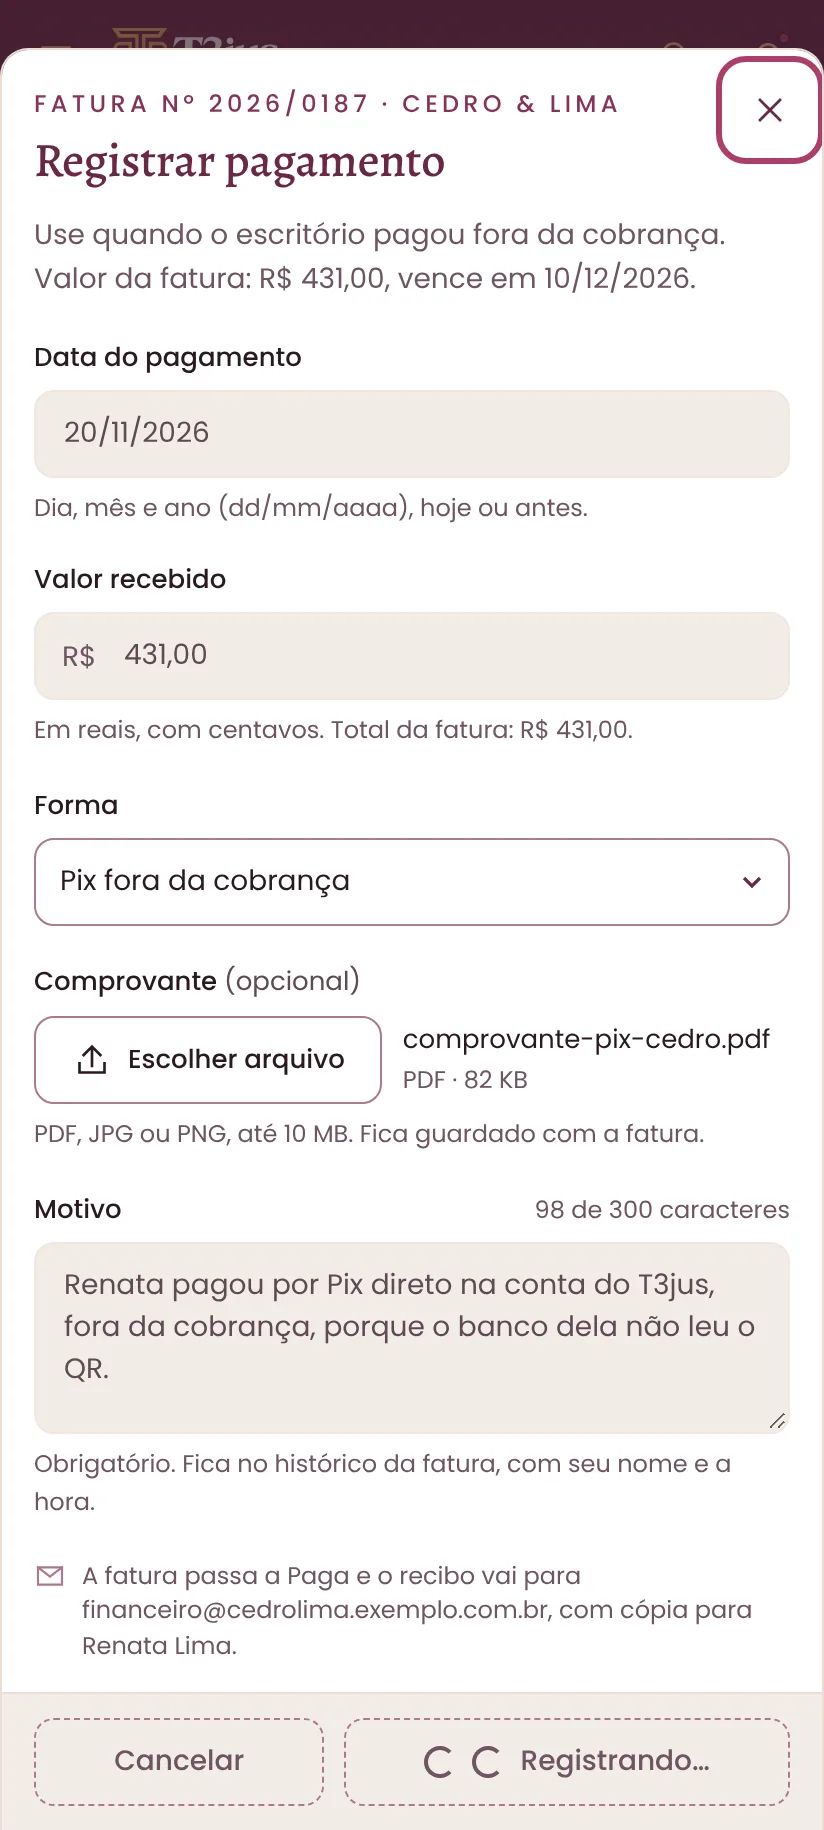 FATURA Nº 2026/0187 · CEDRO & LIMA
Registrar pagamento
Use quando o escritório pagou fora da cobrança.
Valor da fatura: R$ 431,00, vence em 10/12/2026.
Data do pagamento
20/11/2026
Dia, mês e ano (dd/mm/aaaa), hoje ou antes.
Valor recebido
R$ 431,00
Em reais, com centavos. Total da fatura: R$ 431,00.
Forma
Pix fora da cobrança
Comprovante (opcional)
Escolher arquivo
comprovante-pix-cedro.pdf
PDF · 82 KB
PDF, JPG ou PNG, até 10 MB. Fica guardado com a fatura.
Motivo
98 de 300 caracteres
Renata pagou por Pix direto na conta do T3jus,
fora da cobrança, porque o banco dela não leu o
QR.
Obrigatório. Fica no histórico da fatura, com seu nome e a
hora.
A fatura passa a Paga e o recibo vai para
financeiro@cedrolima.exemplo.com.br, com cópia para
Renata Lima.
Cancelar
Registrando...